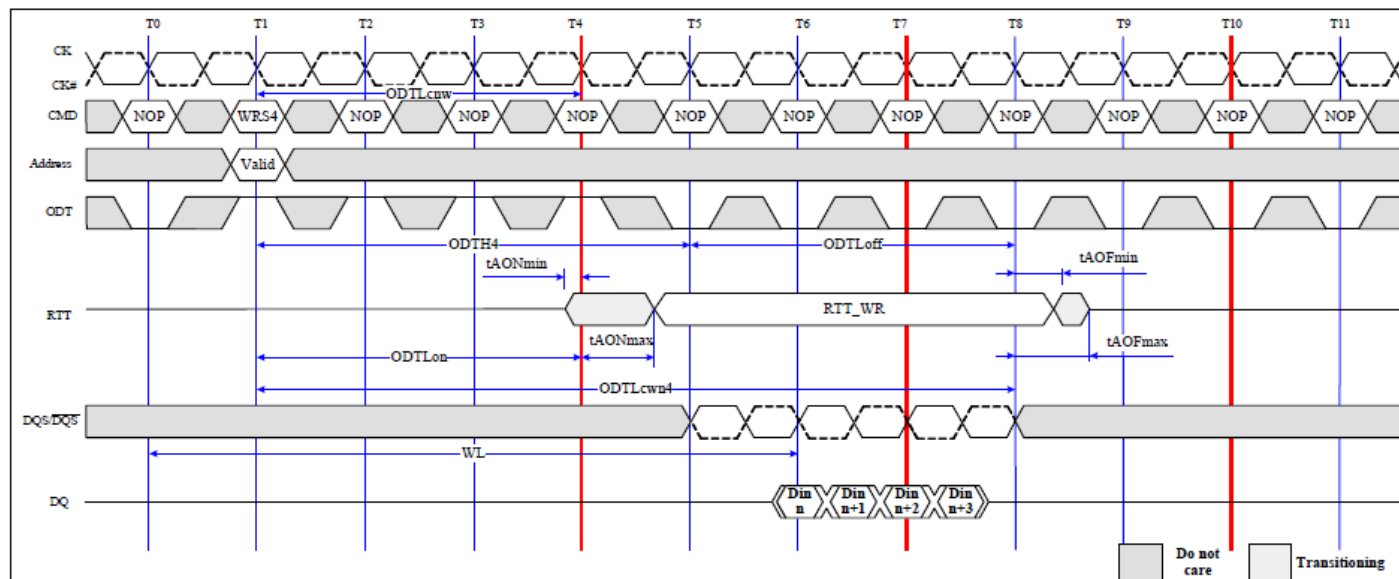 T0 T1 T2 T3 T4 T5 T6 T7 T8 T9 T10 T11
CK
CK#
ODTLcnw
CMD NOP WRS4 NOP NOP NOP NOP NOP NOP NOP NOP NOP NOP
Address Valid
ODT
ODTH4 ODTLoff
tAONmin tAOFmin
RTT RTT_WR
ODTLon tAONmax tAOFmax
ODTLcwn4
DQS/DQS
WL
DQ Din n Din n+1 Din n+2 Din n+3
Do not care Transitioning